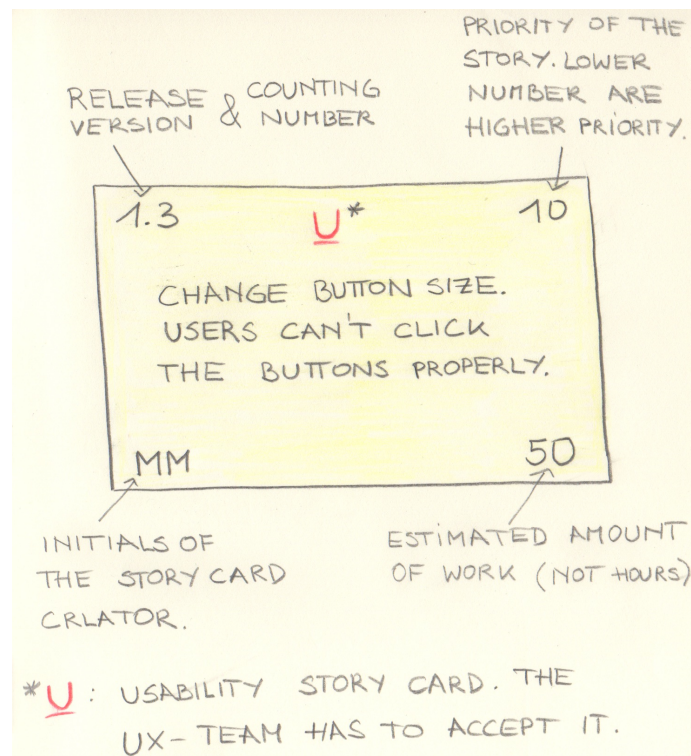 PRIORITY OF THE
STORY. LOWER
NUMBER ARE
HIGHER PRIORITY.
RELEASE & COUNTING
VERSION NUMBER
1.3 U* 10
CHANGE BUTTON SIZE.
USERS CAN'T CLICK
THE BUTTONS PROPERLY.
MM 50
INITIALS OF
THE STORY CARD
CRLATOR.
ESTIMATED AMOUNT
OF WORK (NOT HOURS)
*U: USABILITY STORY CARD. THE
UX-TEAM HAS TO ACCEPT IT.